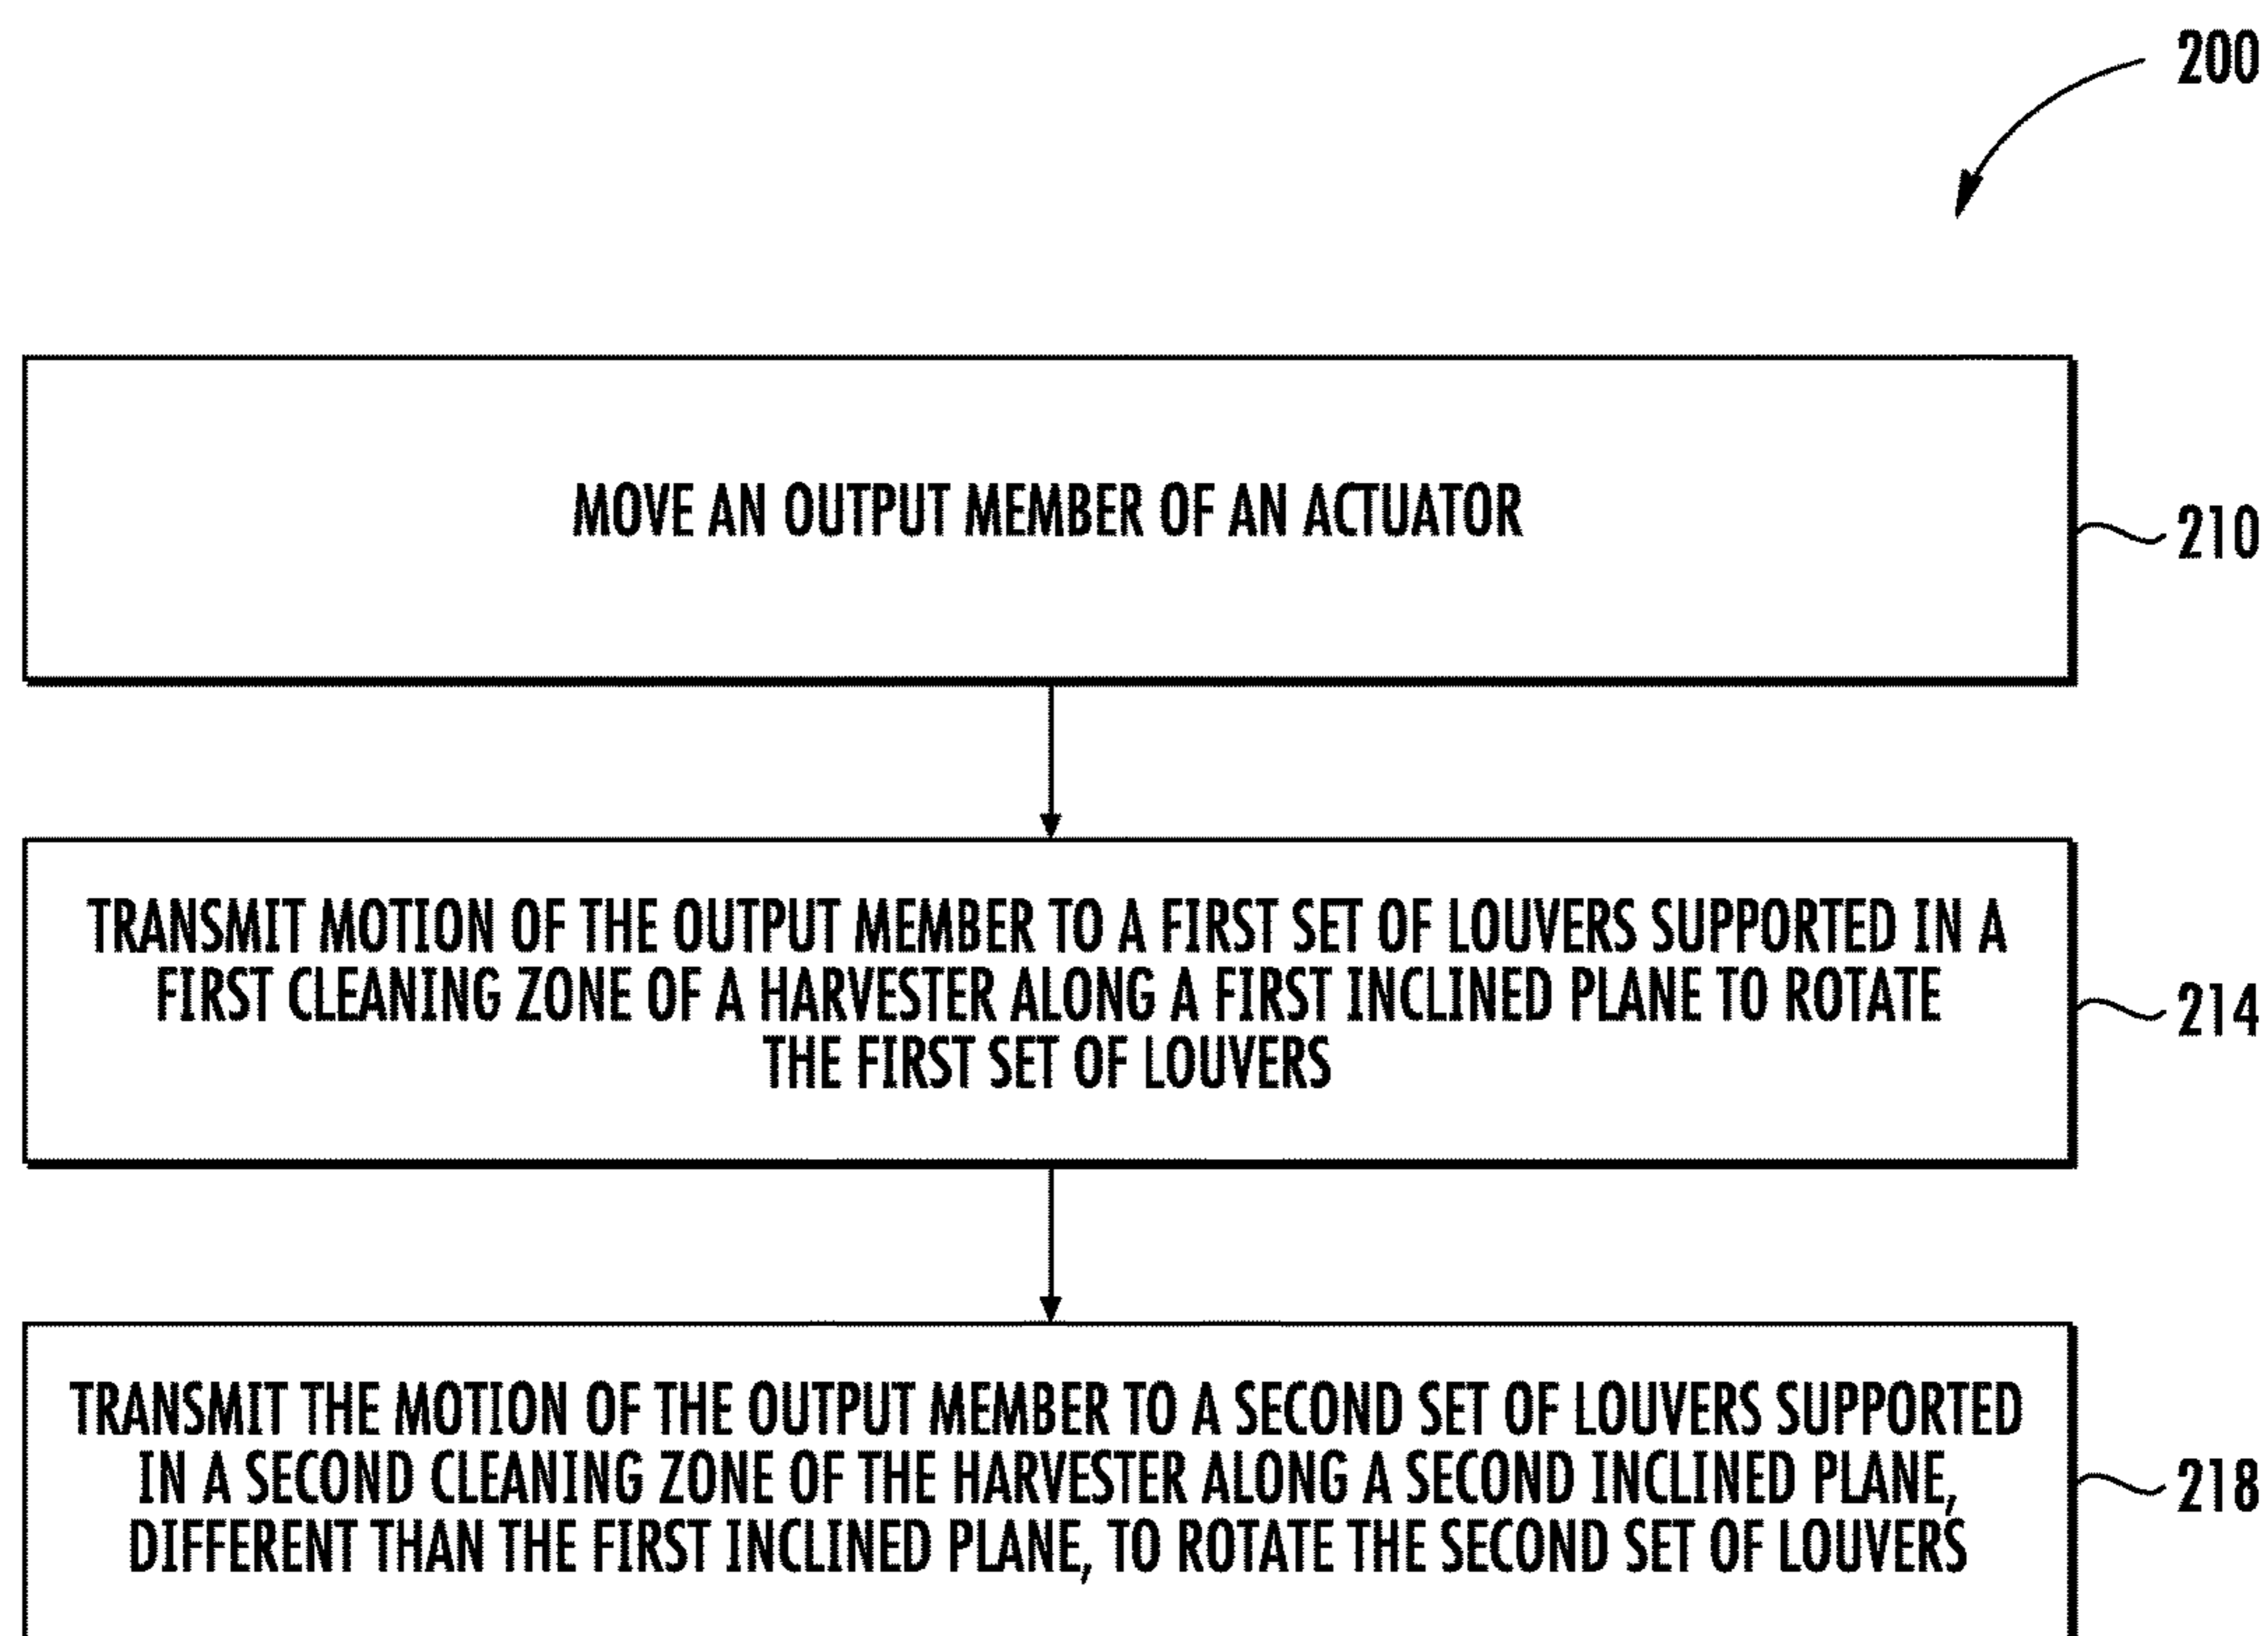 200
MOVE AN OUTPUT MEMBER OF AN ACTUATOR
210
TRANSMIT MOTION OF THE OUTPUT MEMBER TO A FIRST SET OF LOUVERS SUPPORTED IN A
FIRST CLEANING ZONE OF A HARVESTER ALONG A FIRST INCLINED PLANE TO ROTATE
THE FIRST SET OF LOUVERS
214
TRANSMIT THE MOTION OF THE OUTPUT MEMBER TO A SECOND SET OF LOUVERS SUPPORTED
IN A SECOND CLEANING ZONE OF THE HARVESTER ALONG A SECOND INCLINED PLANE,
DIFFERENT THAN THE FIRST INCLINED PLANE, TO ROTATE THE SECOND SET OF LOUVERS
218